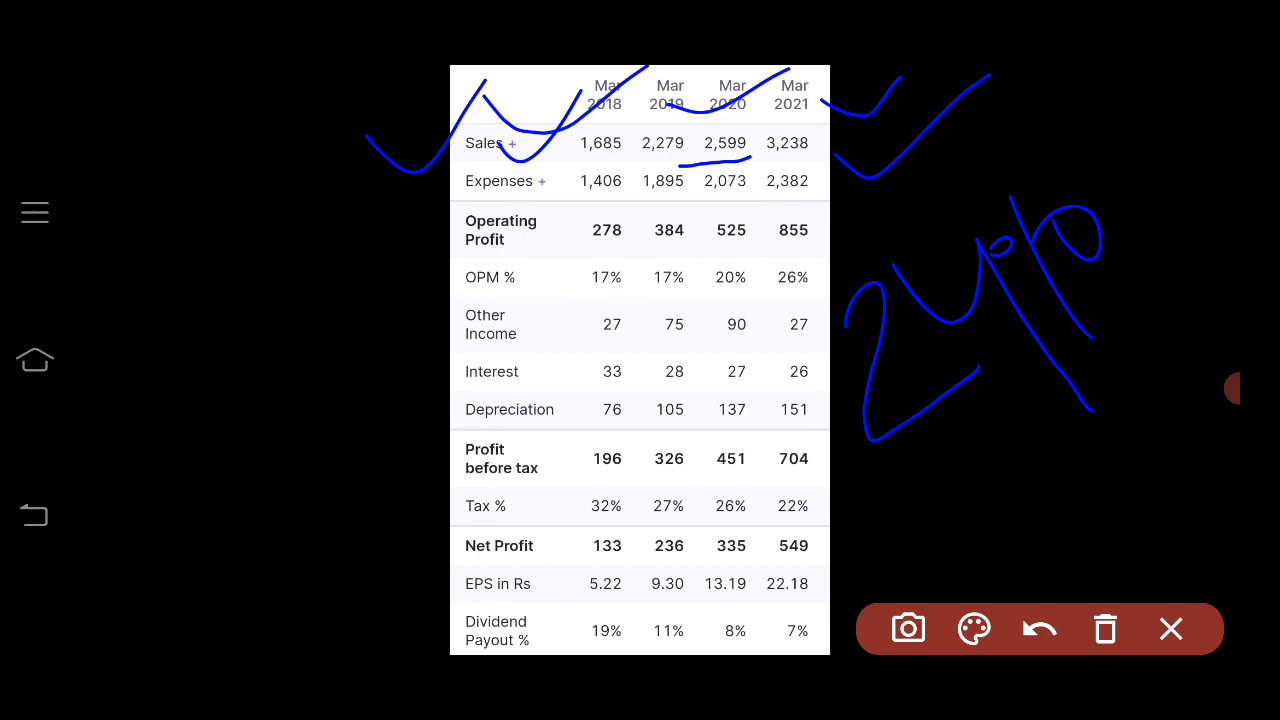 Mar 2018 Mar 2019 Mar 2020 Mar 2021
Sales + 1,685 2,279 2,599 3,238
Expenses + 1,406 1,895 2,073 2,382
Operating Profit 278 384 525 855
OPM % 17% 17% 20% 26%
Other Income 27 75 90 27
Interest 33 28 27 26
Depreciation 76 105 137 151
Profit before tax 196 326 451 704
Tax % 32% 27% 26% 22%
Net Profit 133 236 335 549
EPS in Rs 5.22 9.30 13.19 22.18
Dividend Payout % 19% 11% 8% 7%